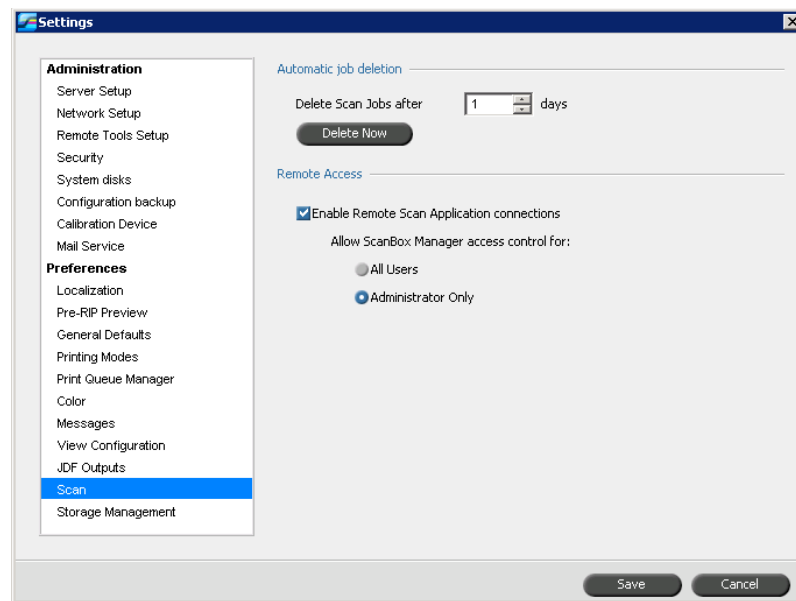 Settings
Administration
Server Setup
Network Setup
Remote Tools Setup
Security
System disks
Configuration backup
Calibration Device
Mail Service
Preferences
Localization
Pre-RIP Preview
General Defaults
Printing Modes
Print Queue Manager
Color
Messages
View Configuration
JDF Outputs
Scan
Storage Management
Automatic job deletion
Delete Scan Jobs after 1 days
Delete Now
Remote Access
Enable Remote Scan Application connections
Allow ScanBox Manager access control for:
All Users
Administrator Only
Save Cancel